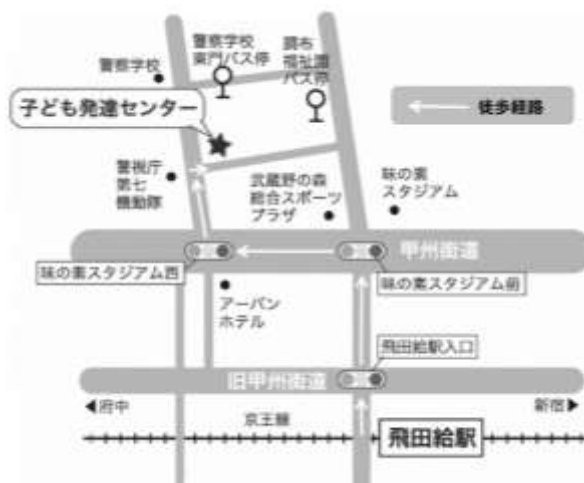 警察学校
東門バス停
調布
福祉園
バス停
警察学校
子ども発達センター
徒歩経路
警視庁
第七
機動隊
武蔵野の森
総合スポーツ
プラザ
味の素
スタジアム
甲州街道
味の素スタジアム西
味の素スタジアム前
アーバン
ホテル
飛田給駅入口
旧甲州街道
◀府中
新宿▶
京王線
飛田給駅